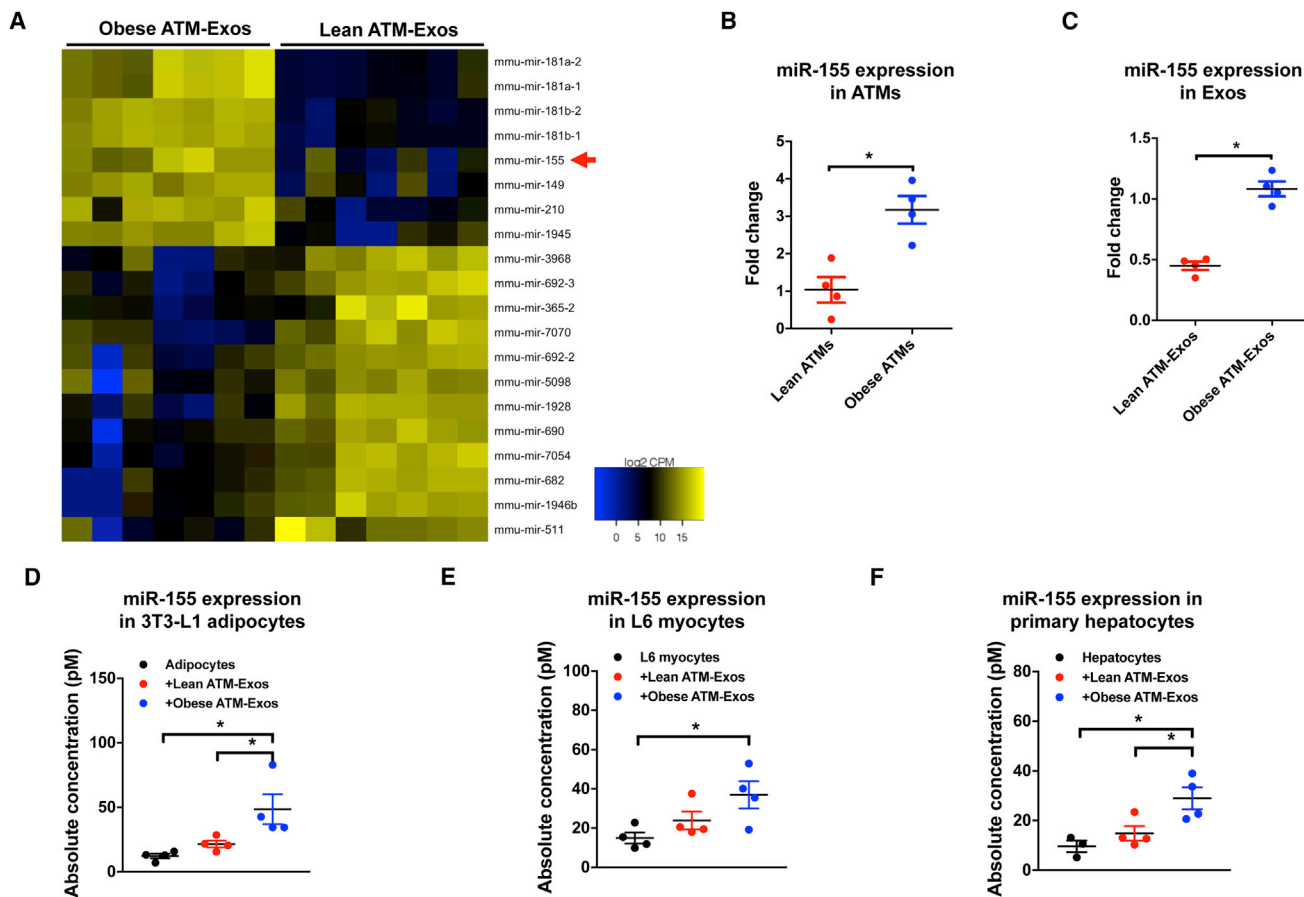 A
Obese ATM-Exos
Lean ATM-Exos
mmu-mir-181a-2
mmu-mir-181a-1
mmu-mir-181b-2
mmu-mir-181b-1
mmu-mir-155
mmu-mir-149
mmu-mir-210
mmu-mir-1945
mmu-mir-3968
mmu-mir-692-3
mmu-mir-365-2
mmu-mir-7070
mmu-mir-692-2
mmu-mir-5098
mmu-mir-1928
mmu-mir-690
mmu-mir-7054
mmu-mir-682
mmu-mir-1946b
mmu-mir-511
log2 CPM
0 5 10 15
B
miR-155 expression
in ATMs
Fold change
5
4
3
2
1
0
*
Lean ATMs
Obese ATMs
C
miR-155 expression
in Exos
Fold change
1.5
1.0
0.5
0.0
*
Lean ATM-Exos
Obese ATM-Exos
D
miR-155 expression
in 3T3-L1 adipocytes
Absolute concentration (pM)
150
100
50
0
Adipocytes
+Lean ATM-Exos
+Obese ATM-Exos
*
*
E
miR-155 expression
in L6 myocytes
Absolute concentration (pM)
100
80
60
40
20
0
L6 myocytes
+Lean ATM-Exos
+Obese ATM-Exos
*
F
miR-155 expression in
primary hepatocytes
Absolute concentration (pM)
80
60
40
20
0
Hepatocytes
+Lean ATM-Exos
+Obese ATM-Exos
*
*